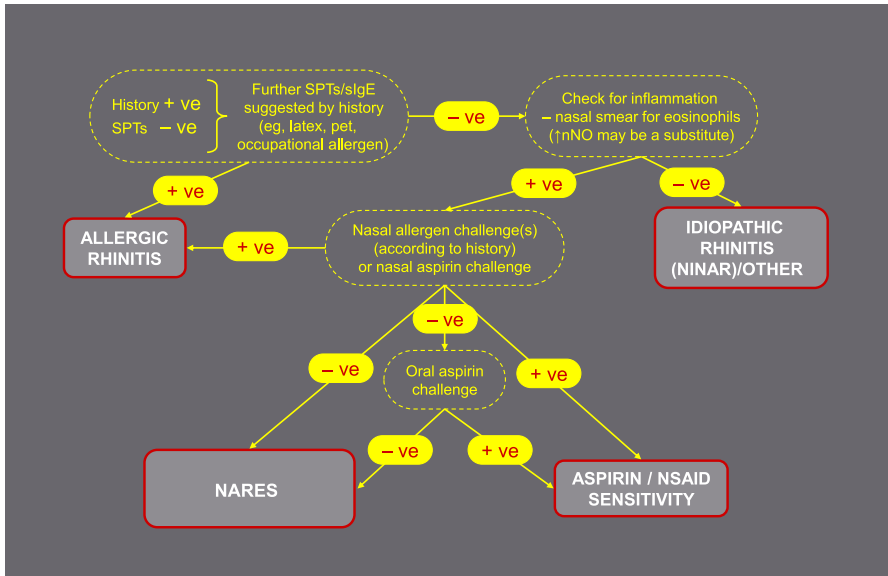 History + ve
SPTs – ve
Further SPTs/sIgE
suggested by history
(eg, latex, pet,
occupational allergen)
– ve
Check for inflammation
– nasal smear for eosinophils
(↑nNO may be a substitute)
+ ve
+ ve
– ve
ALLERGIC
RHINITIS
+ ve
Nasal allergen challenge(s)
(according to history)
or nasal aspirin challenge
IDIOPATHIC
RHINITIS
(NINAR)/OTHER
– ve
– ve
Oral aspirin
challenge
+ ve
– ve
+ ve
NARES
ASPIRIN / NSAID
SENSITIVITY